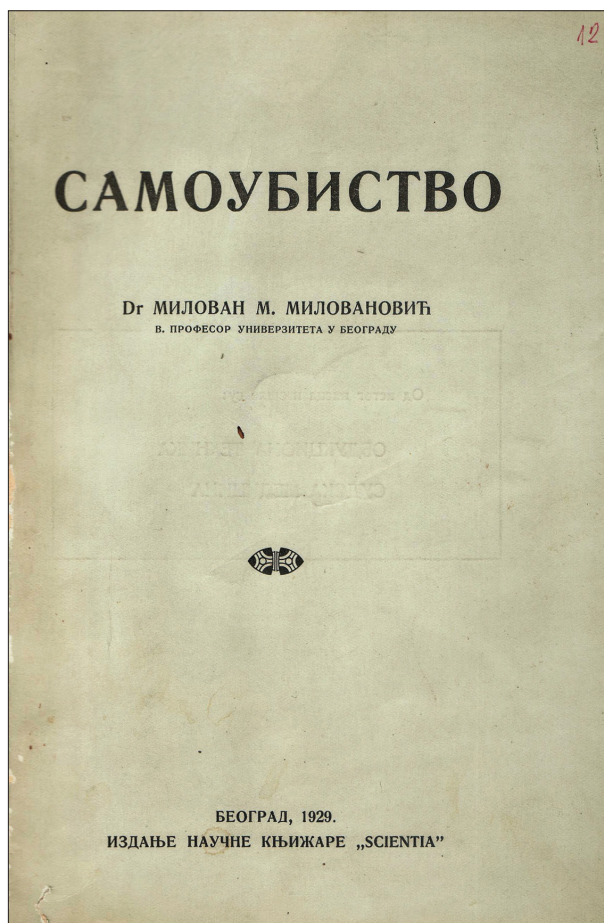 12
САМОУБИСТВО
Dr МИЛОВАН М. МИЛОВАНОВИЋ
В. ПРОФЕСОР УНИВЕРЗИТЕТА У БЕОГРАДУ
БЕОГРАД, 1929.
ИЗДАЊЕ НАУЧНЕ КЊИЖАРЕ „SCIENTIA”